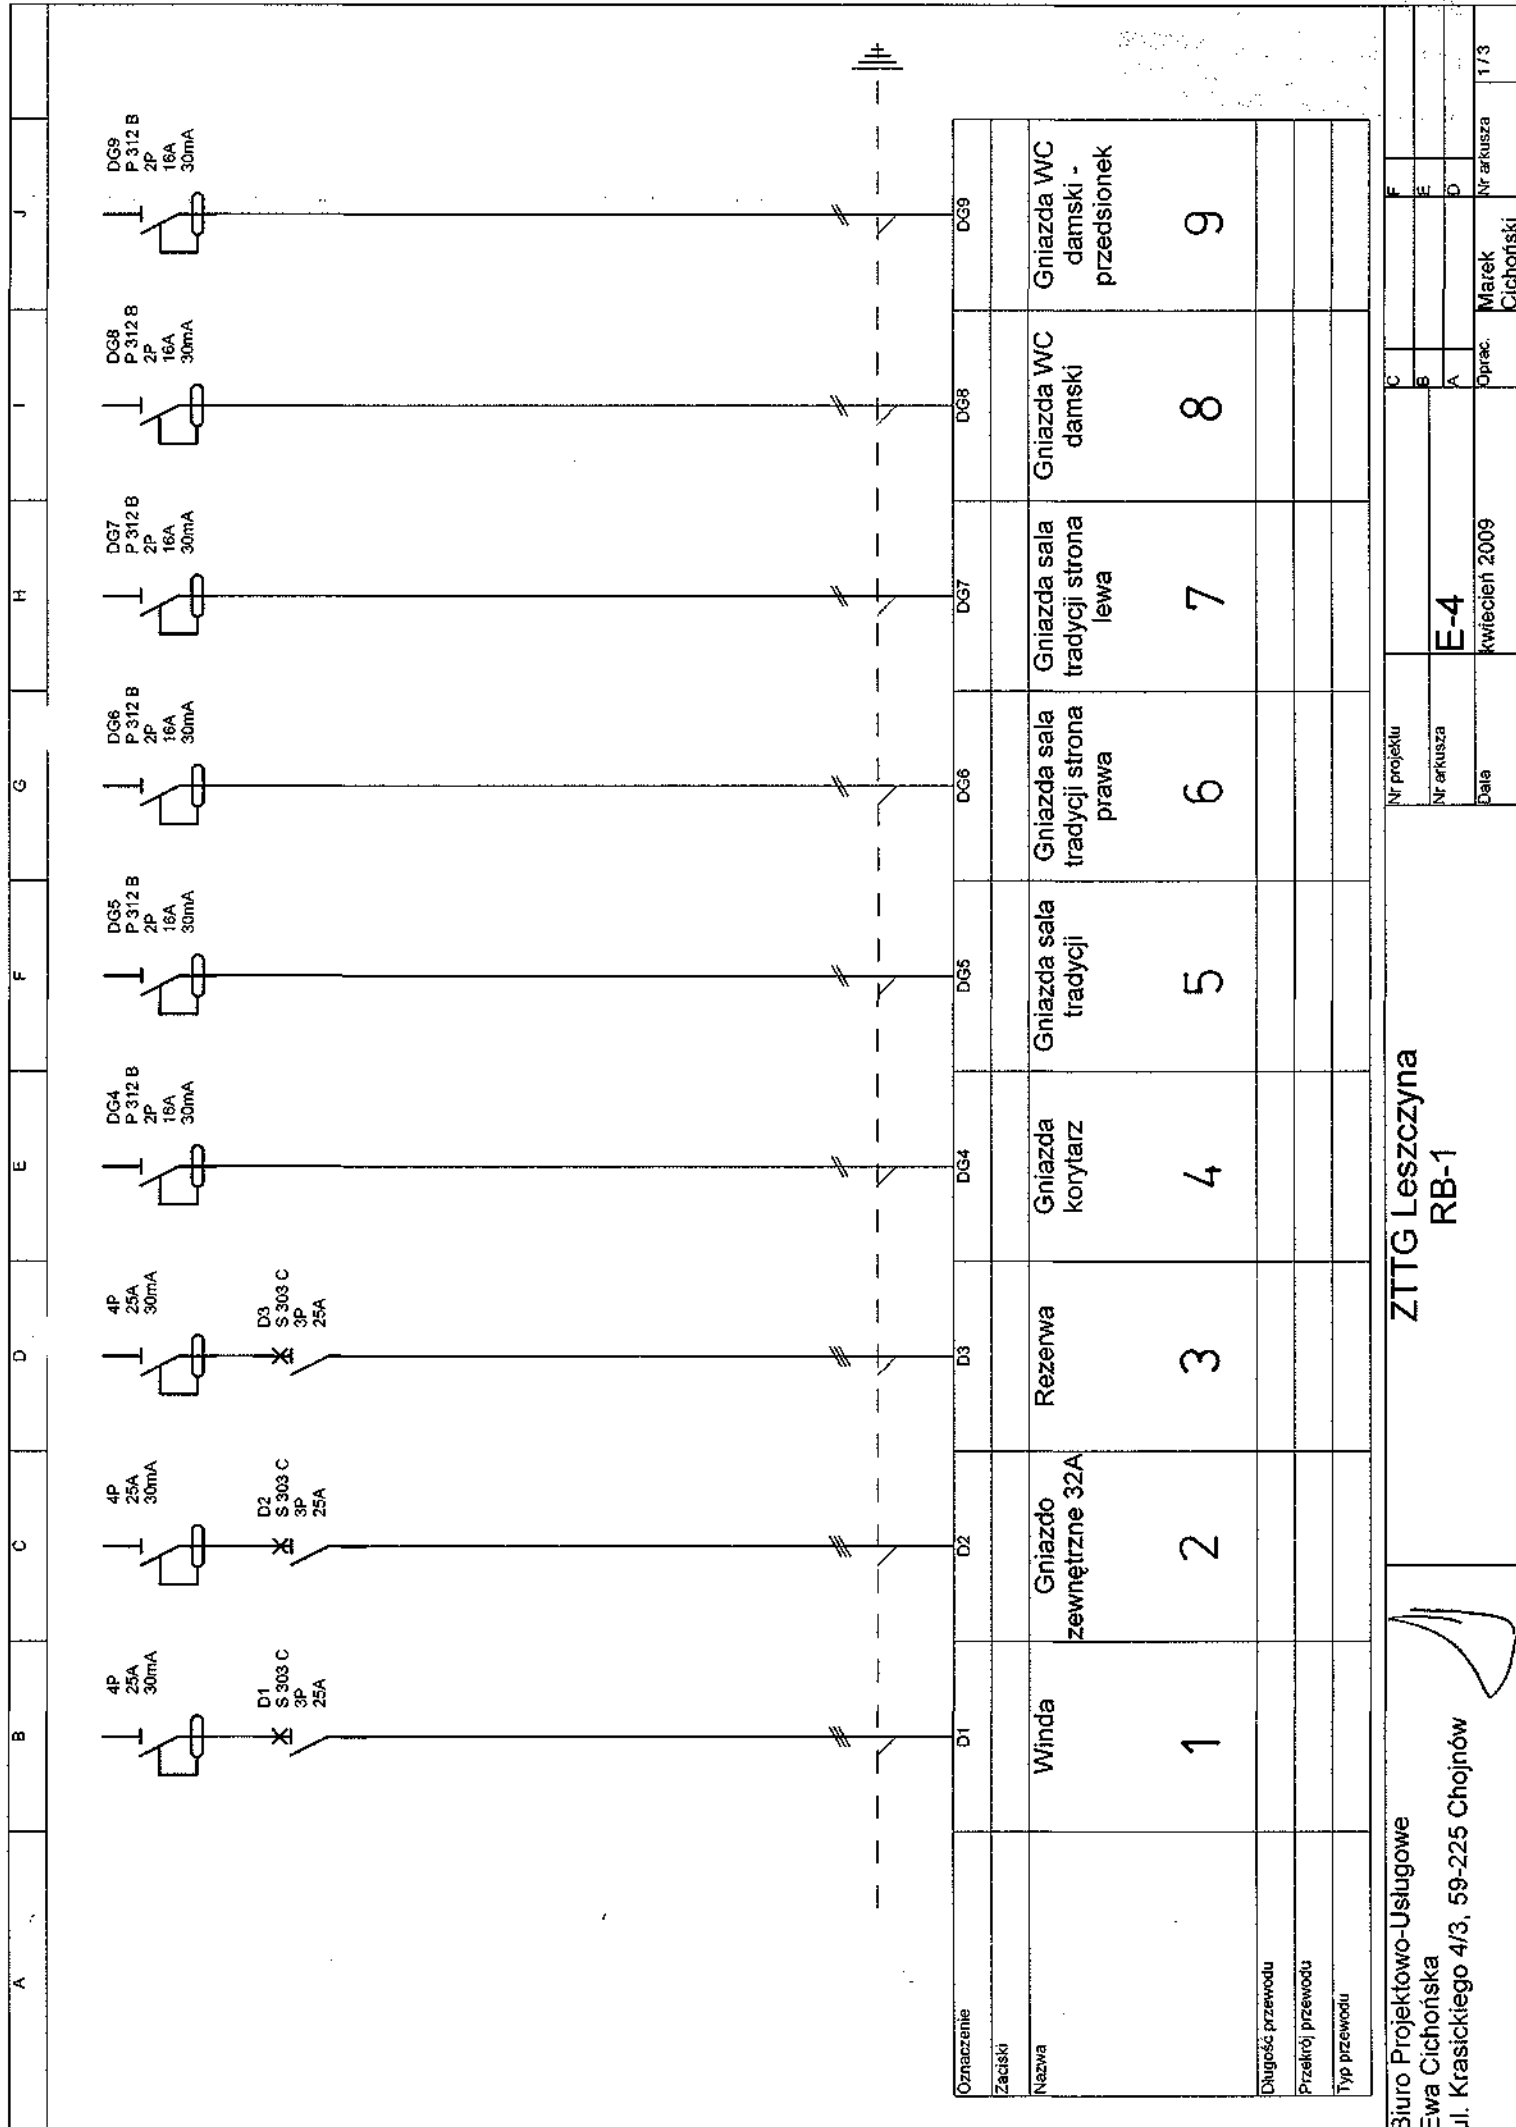 A
B
C
D
E
F
G
H
I
J
4P
25A
30mA
D1
S 303 C
3P
25A
4P
25A
30mA
D2
S 303 C
3P
25A
4P
25A
30mA
D3
S 303 C
3P
25A
DG4
P 312 B
2P
16A
30mA
DG5
P 312 B
2P
16A
30mA
DG6
P 312 B
2P
16A
30mA
DG7
P 312 B
2P
16A
30mA
DG8
P 312 B
2P
16A
30mA
DG9
P 312 B
2P
16A
30mA
Oznaczenie
D1
D2
D3
DG4
DG5
DG6
DG7
DG8
DG9
Zaciski
Nazwa
Winda
1
Gniazdo
zewnętrzne 32A
2
Rezerwa
3
Gniazda
korytarz
4
Gniazda sala
tradycji
5
Gniazda sala
tradycji strona
prawa
6
Gniazda sala
tradycji strona
lewa
7
Gniazda WC
damski
8
Gniazda WC
damski -
przedsionek
9
Długość przewodu
Przekrój przewodu
Typ przewodu
Biuro Projektowo-Usługowe
Ewa Cichońska
ul. Krasickiego 4/3, 59-225 Chojnów
ZTTG Leszczyna
RB-1
Nr projektu
Nr arkusza
E-4
Data
kwiecień 2009
C
B
A
F
E
D
Oprac.
Marek
Cichoński
Nr arkusza
1/3